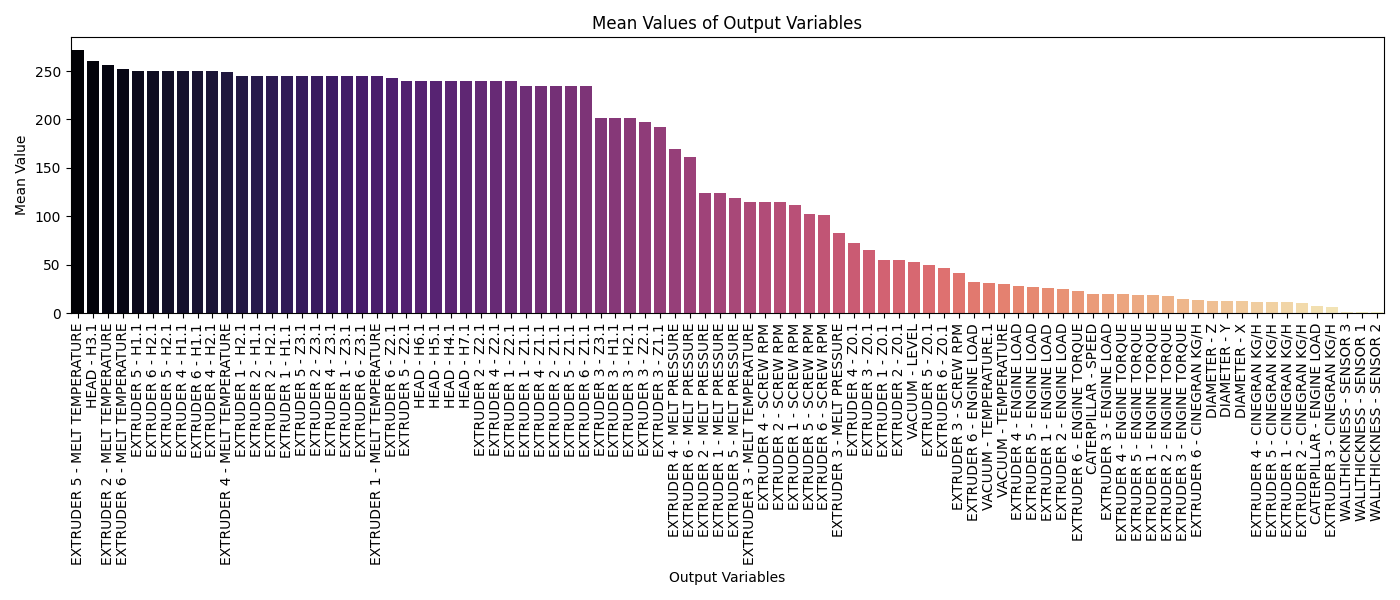 Mean Values of Output Variables
Mean Value
250
200
150
100
50
0
EXTRUDER 5 - MELT TEMPERATURE
HEAD - H3.1
EXTRUDER 2 - MELT TEMPERATURE
EXTRUDER 6 - MELT TEMPERATURE
EXTRUDER 5 - H1.1
EXTRUDER 6 - H2.1
EXTRUDER 5 - H2.1
EXTRUDER 4 - H1.1
EXTRUDER 6 - H1.1
EXTRUDER 4 - H2.1
EXTRUDER 4 - MELT TEMPERATURE
EXTRUDER 1 - H2.1
EXTRUDER 2 - H1.1
EXTRUDER 2 - H2.1
EXTRUDER 1 - H1.1
EXTRUDER 5 - Z3.1
EXTRUDER 2 - Z3.1
EXTRUDER 4 - Z3.1
EXTRUDER 1 - Z3.1
EXTRUDER 6 - Z3.1
EXTRUDER 1 - MELT TEMPERATURE
EXTRUDER 6 - Z2.1
EXTRUDER 5 - Z2.1
HEAD - H6.1
HEAD - H5.1
HEAD - H4.1
HEAD - H7.1
EXTRUDER 2 - Z2.1
EXTRUDER 4 - Z2.1
EXTRUDER 1 - Z2.1
EXTRUDER 1 - Z1.1
EXTRUDER 4 - Z1.1
EXTRUDER 2 - Z1.1
EXTRUDER 5 - Z1.1
EXTRUDER 6 - Z1.1
EXTRUDER 3 - Z3.1
EXTRUDER 3 - H1.1
EXTRUDER 3 - H2.1
EXTRUDER 3 - Z2.1
EXTRUDER 3 - Z1.1
EXTRUDER 4 - MELT PRESSURE
EXTRUDER 6 - MELT PRESSURE
EXTRUDER 2 - MELT PRESSURE
EXTRUDER 1 - MELT PRESSURE
EXTRUDER 5 - MELT PRESSURE
EXTRUDER 3 - MELT TEMPERATURE
EXTRUDER 4 - SCREW RPM
EXTRUDER 2 - SCREW RPM
EXTRUDER 1 - SCREW RPM
EXTRUDER 5 - SCREW RPM
EXTRUDER 6 - SCREW RPM
EXTRUDER 3 - MELT PRESSURE
EXTRUDER 4 - Z0.1
EXTRUDER 3 - Z0.1
EXTRUDER 1 - Z0.1
EXTRUDER 2 - Z0.1
VACUUM - LEVEL
EXTRUDER 5 - Z0.1
EXTRUDER 6 - Z0.1
EXTRUDER 3 - SCREW RPM
EXTRUDER 6 - ENGINE LOAD
VACUUM - TEMPERATURE.1
VACUUM - TEMPERATURE
EXTRUDER 4 - ENGINE LOAD
EXTRUDER 5 - ENGINE LOAD
EXTRUDER 1 - ENGINE LOAD
EXTRUDER 2 - ENGINE LOAD
EXTRUDER 6 - ENGINE TORQUE
CATERPILLAR - SPEED
EXTRUDER 3 - ENGINE LOAD
EXTRUDER 4 - ENGINE TORQUE
EXTRUDER 5 - ENGINE TORQUE
EXTRUDER 1 - ENGINE TORQUE
EXTRUDER 2 - ENGINE TORQUE
EXTRUDER 3 - ENGINE TORQUE
EXTRUDER 6 - CINEGRAN KG/H
DIAMETER - Z
DIAMETER - Y
DIAMETER - X
EXTRUDER 4 - CINEGRAN KG/H
EXTRUDER 5 - CINEGRAN KG/H
EXTRUDER 1 - CINEGRAN KG/H
EXTRUDER 2 - CINEGRAN KG/H
CATERPILLAR - ENGINE LOAD
EXTRUDER 3 - CINEGRAN KG/H
WALLTHICKNESS - SENSOR 3
WALLTHICKNESS - SENSOR 1
WALLTHICKNESS - SENSOR 2
Output Variables